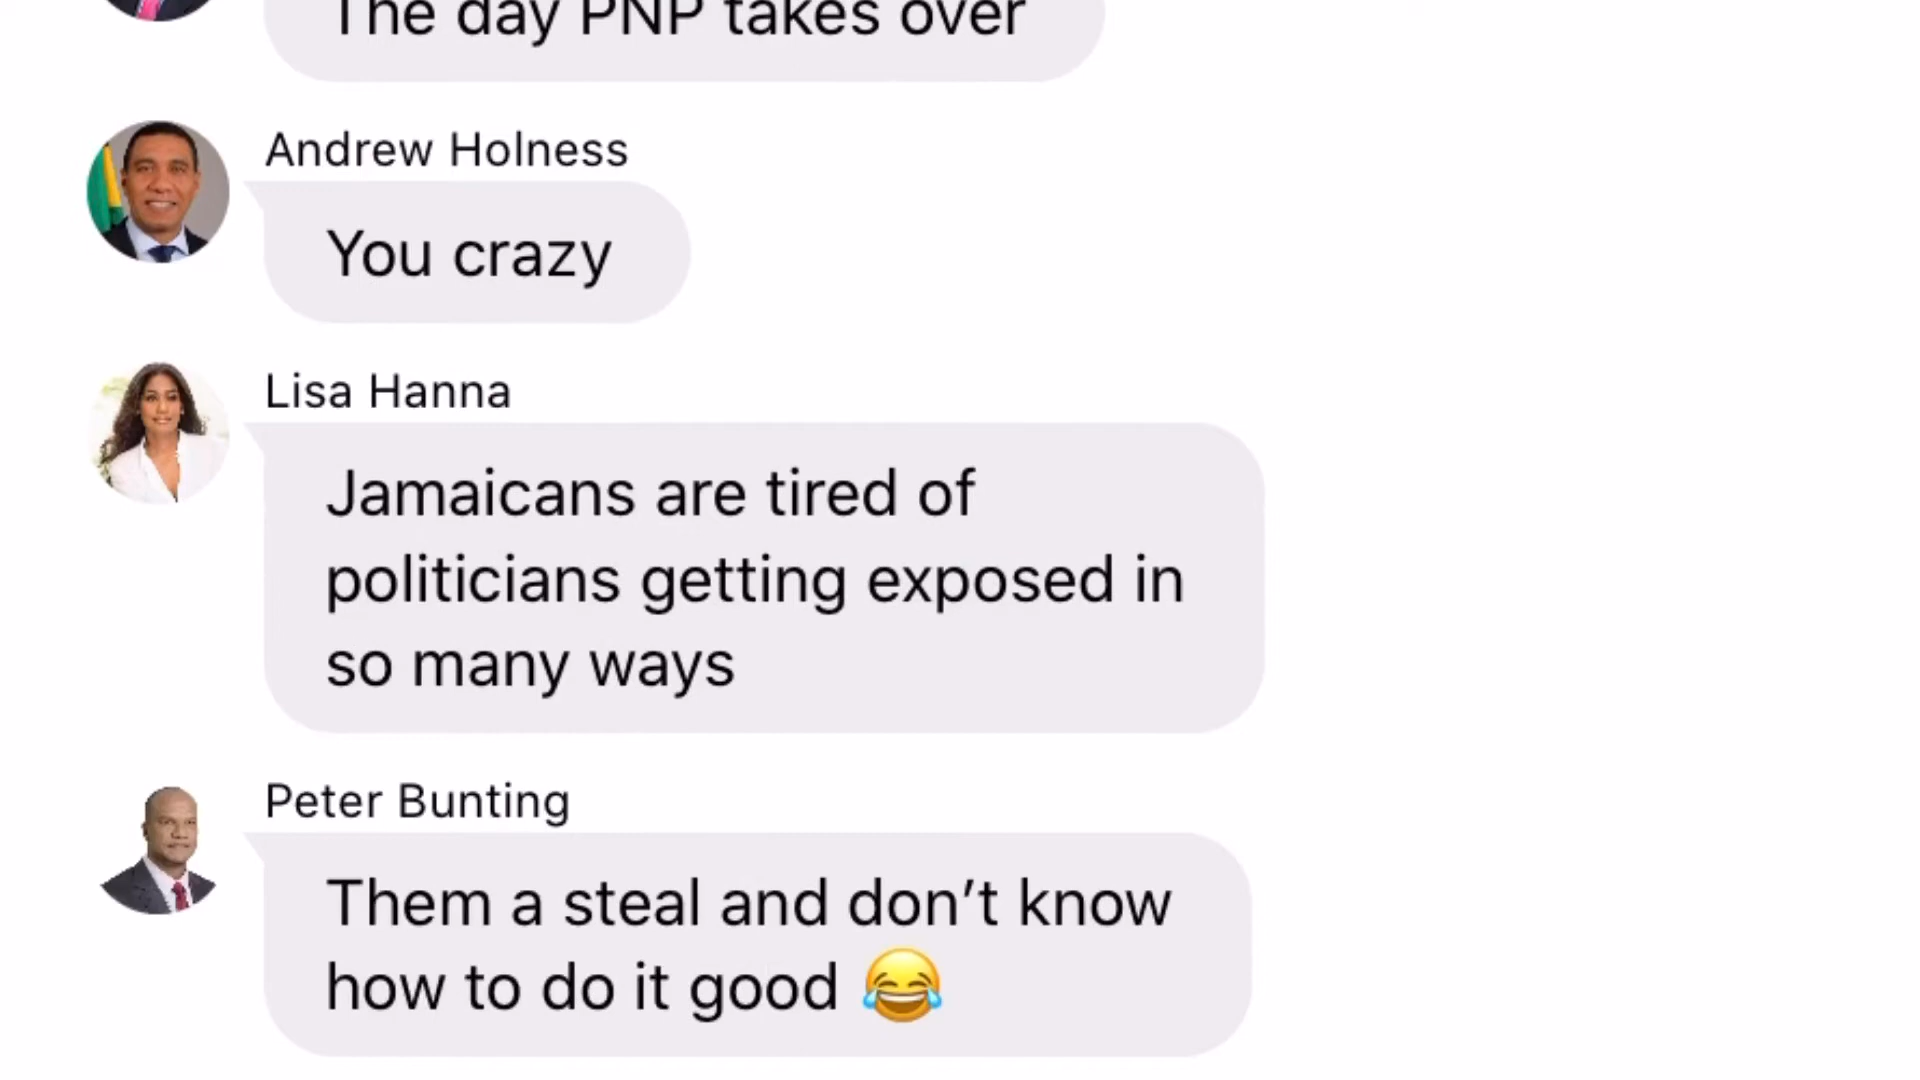 The day PNP takes over
Andrew Holness
You crazy
Lisa Hanna
Jamaicans are tired of
politicians getting exposed in
so many ways
Peter Bunting
Them a steal and don’t know
how to do it good 😂